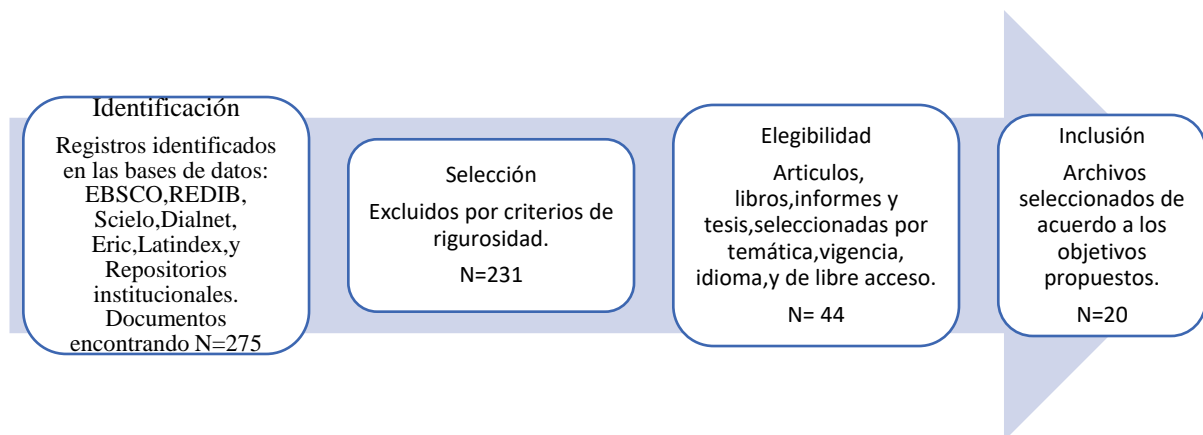 Identificación
Registros identificados
en las bases de datos:
EBSCO,REDIB,
Scielo,Dialnet,
Eric,Latindex,y
Repositorios
institucionales.
Documentos
encontrando N=275
Selección
Excluidos por criterios de
rigurosidad.
N=231
Elegibilidad
Articulos,
libros,informes y
tesis,seleccionadas por
temática,vigencia,
idioma,y de libre acceso.
N= 44
Inclusión
Archivos
seleccionados de
acuerdo a los
objetivos
propuestos.
N=20